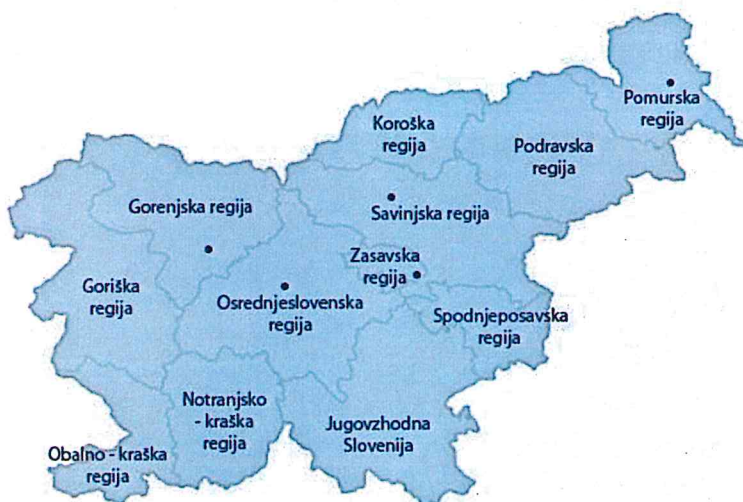 Pomurska
regija
Koroška
regija
Podravska
regija
Gorenjska regija
Savinjska regija
Zasavska
regija
Goriška
regija
Osrednjeslovenska
regija
Spodnjeposavska
regija
Notranjsko
- kraška
regija
Jugovzhodna
Slovenija
Obalno - kraška
regija